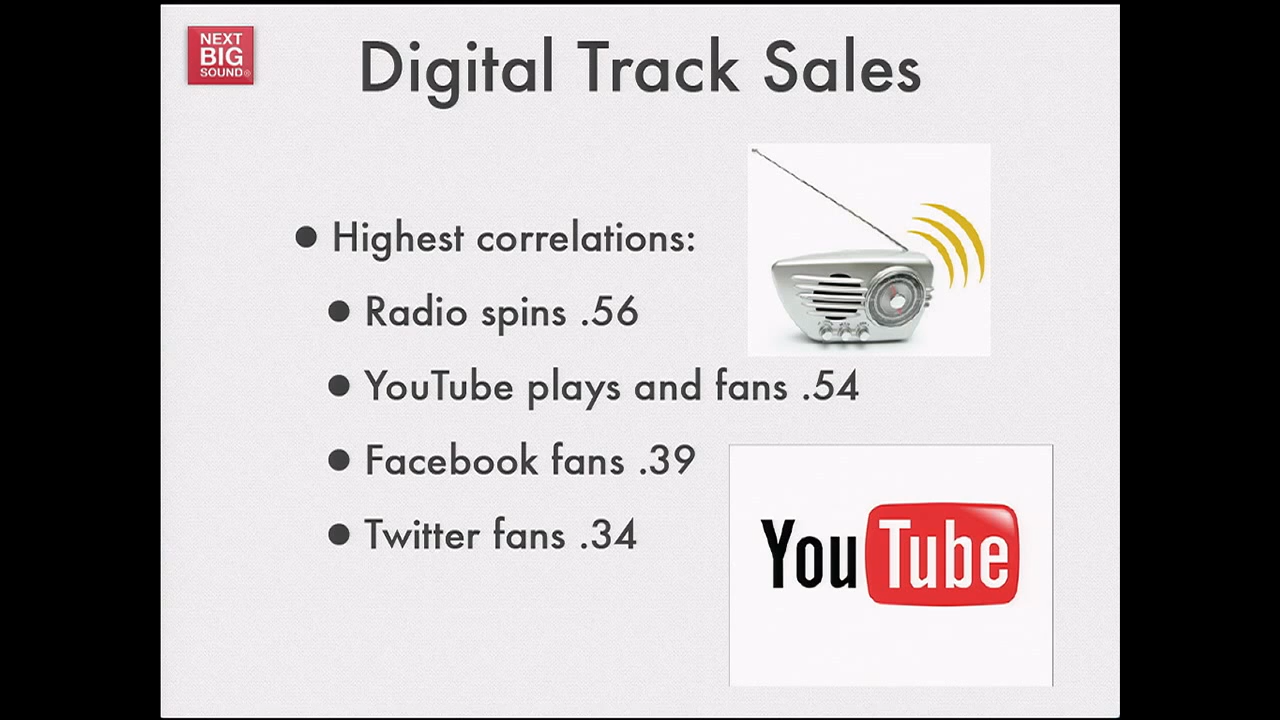 NEXT
BIG
SOUND®
Digital Track Sales
• Highest correlations:
• Radio spins .56
• YouTube plays and fans .54
• Facebook fans .39
• Twitter fans .34
YouTube